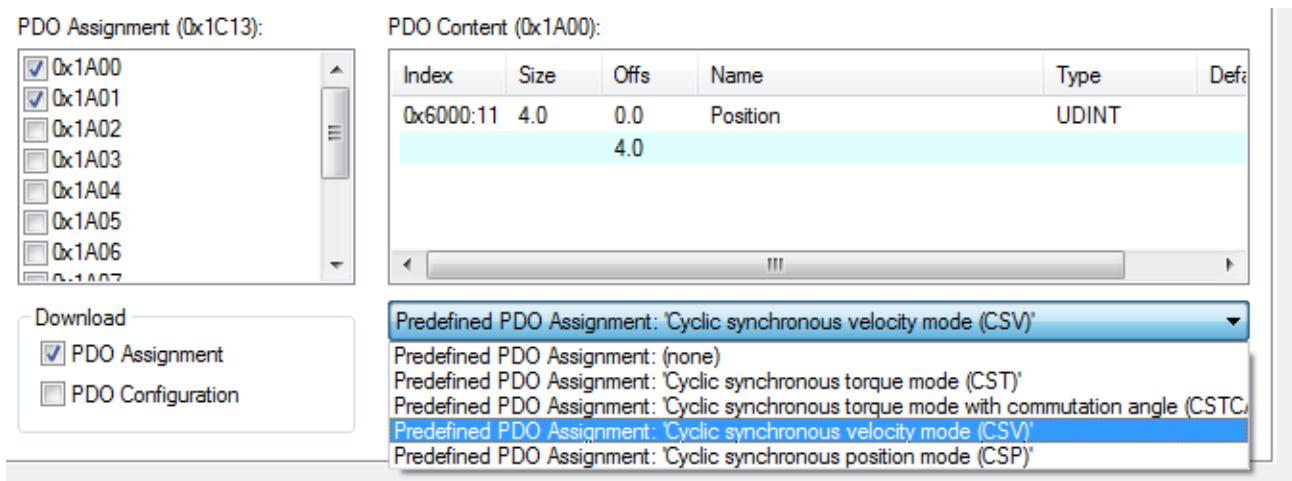 PDO Assignment (0x1C13):
0x1A00
0x1A01
0x1A02
0x1A03
0x1A04
0x1A05
0x1A06
PDO Content (0x1A00):
Index Size Offs Name Type Defa
0x6000:11 4.0 0.0 Position UDINT
4.0
Download
PDO Assignment
PDO Configuration
Predefined PDO Assignment: 'Cyclic synchronous velocity mode (CSV)'
Predefined PDO Assignment: (none)
Predefined PDO Assignment: 'Cyclic synchronous torque mode (CST)'
Predefined PDO Assignment: 'Cyclic synchronous torque mode with commutation angle (CSTCA
Predefined PDO Assignment: 'Cyclic synchronous velocity mode (CSV)'
Predefined PDO Assignment: 'Cyclic synchronous position mode (CSP)'